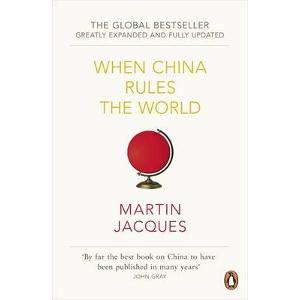 THE GLOBAL BESTSELLER
GREATLY EXPANDED AND FULLY UPDATED
WHEN CHINA
RULES
THE WORLD
MARTIN
JACQUES
'By far the best book on China to have
been published in many years'
JOHN GRAY